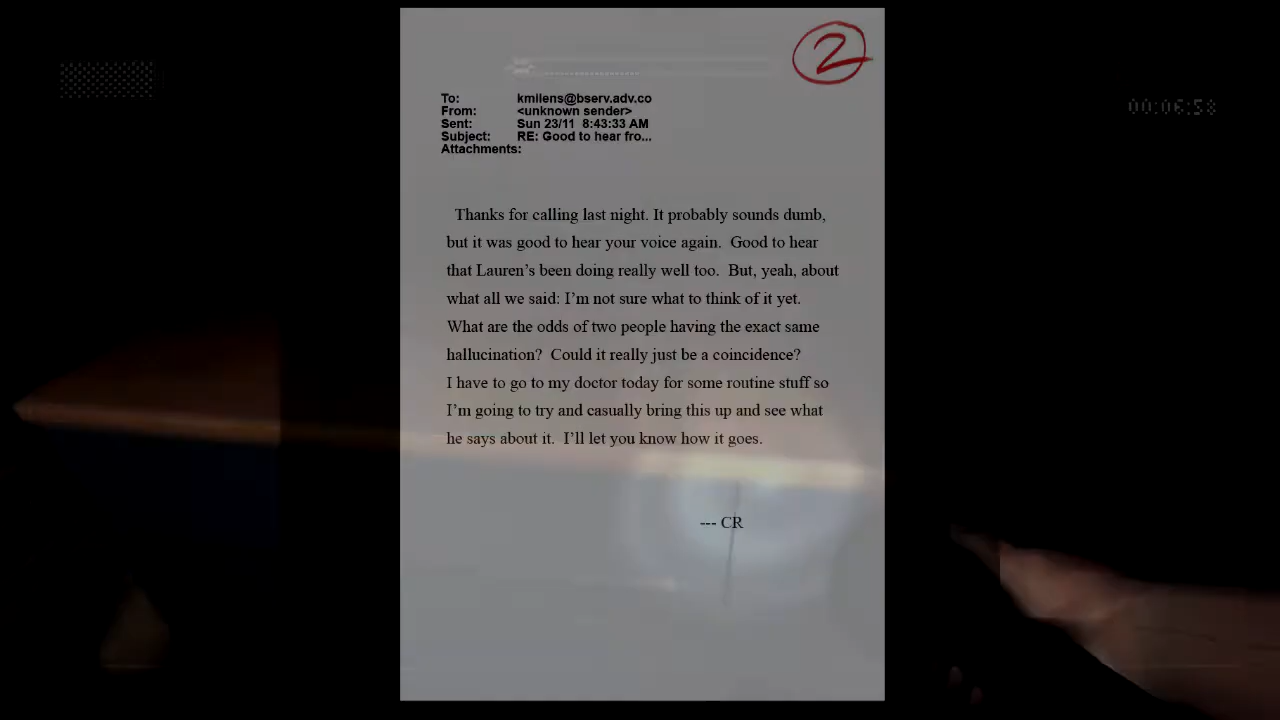 2
To: kmilens@bserv.adv.co
From: <unknown sender>
Sent: Sun 23/11 8:43:33 AM
Subject: RE: Good to hear fro...
Attachments:
00:06:58
Thanks for calling last night. It probably sounds dumb,
but it was good to hear your voice again.  Good to hear
that Lauren’s been doing really well too.  But, yeah, about
what all we said: I’m not sure what to think of it yet.
What are the odds of two people having the exact same
hallucination?  Could it really just be a coincidence?
I have to go to my doctor today for some routine stuff so
I’m going to try and casually bring this up and see what
he says about it.  I’ll let you know how it goes.
--- CR